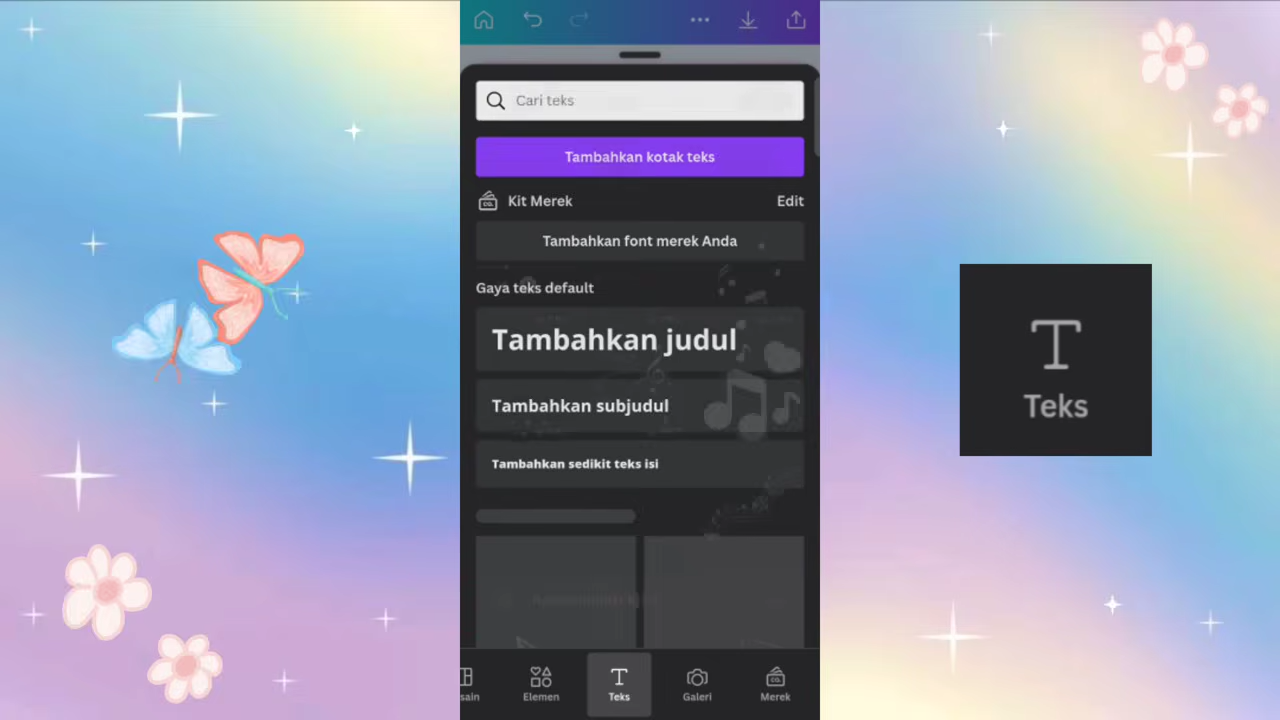 Cari teks
Tambahkan kotak teks
Kit Merek
Edit
Tambahkan font merek Anda
Gaya teks default
Tambahkan judul
Tambahkan subjudul
Tambahkan sedikit teks isi
sain
Elemen
Teks
Galeri
Merek
Teks